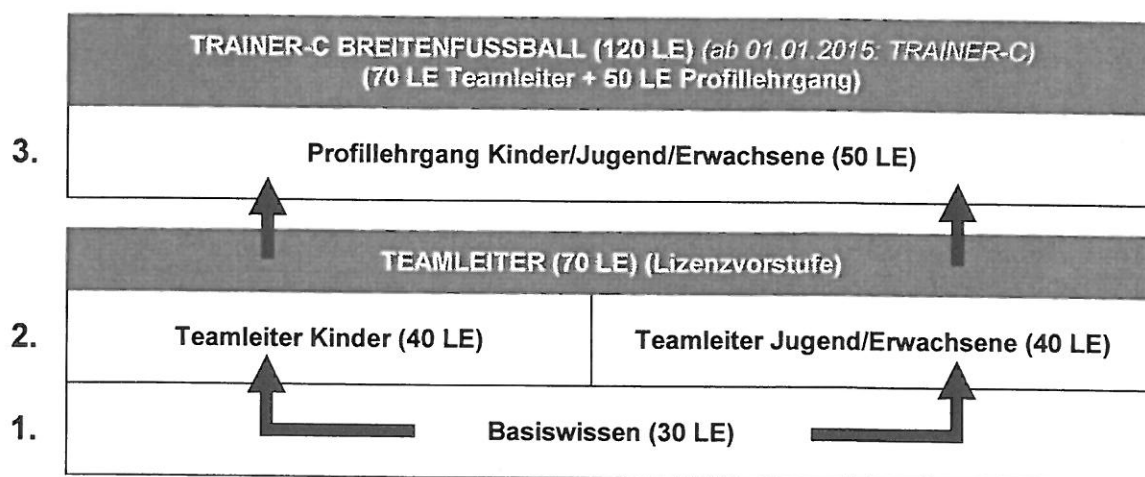 TRAINER-C BREITENFUSSBALL (120 LE) (ab 01.01.2015: TRAINER-C)
(70 LE Teamleiter + 50 LE Profillehrgang)
3.
Profillehrgang Kinder/Jugend/Erwachsene (50 LE)
TEAMLEITER (70 LE) (Lizenzvorstufe)
2.
Teamleiter Kinder (40 LE)
Teamleiter Jugend/Erwachsene (40 LE)
1.
Basiswissen (30 LE)